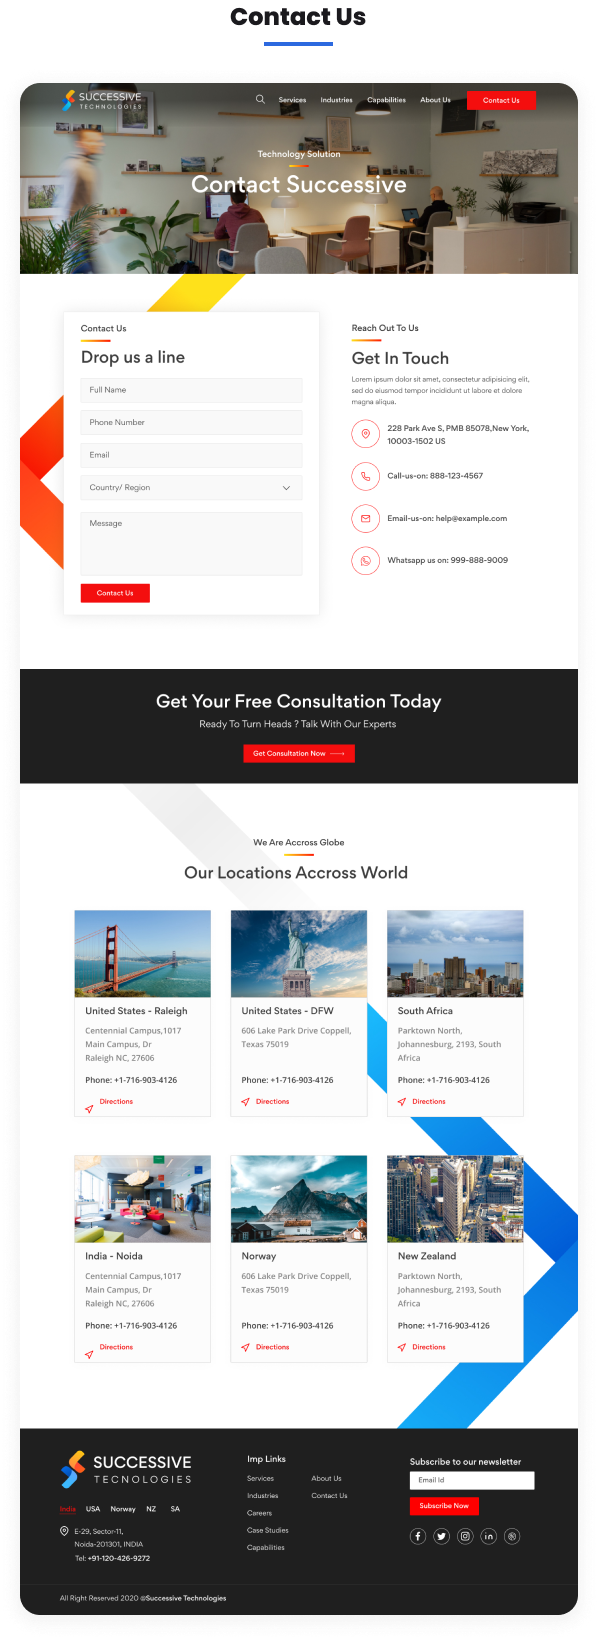 Contact Us
SUCCESSIVE
TECHNOLOGIES
Services
Industries
Capabilities
About Us
Contact Us
Technology Solution
Contact Successive
Contact Us
Drop us a line
Full Name
Phone Number
Email
Country/ Region
Message
Contact Us
Reach Out To Us
Get In Touch
Lorem ipsum dolor sit amet, consectetur adipisicing elit,
sed do eiusmod tempor incididunt ut labore et dolore
magna aliqua.
228 Park Ave S, PMB 85078,New York,
10003-1502 US
Call-us-on: 888-123-4567
Email-us-on: help@example.com
Whatsapp us on: 999-888-9009
Get Your Free Consultation Today
Ready To Turn Heads ? Talk With Our Experts
Get Consultation Now
We Are Accross Globe
Our Locations Accross World
United States - Raleigh
Centennial Campus,1017
Main Campus, Dr
Raleigh NC, 27606
Phone: +1-716-903-4126
Directions
United States - DFW
606 Lake Park Drive Coppell,
Texas 75019
Phone: +1-716-903-4126
Directions
South Africa
Parktown North,
Johannesburg, 2193, South
Africa
Phone: +1-716-903-4126
Directions
India - Noida
Centennial Campus,1017
Main Campus, Dr
Raleigh NC, 27606
Phone: +1-716-903-4126
Directions
Norway
606 Lake Park Drive Coppell,
Texas 75019
Phone: +1-716-903-4126
Directions
New Zealand
Parktown North,
Johannesburg, 2193, South
Africa
Phone: +1-716-903-4126
Directions
SUCCESSIVE
TECNOLOGIES
India
USA
Norway
NZ
SA
E-29, Sector-11,
Noida-201301, INDIA
Tel: +91-120-426-9272
Imp Links
Services
Industries
Careers
Case Studies
Capabilities
About Us
Contact Us
Subscribe to our newsletter
Email Id
Subscribe Now
All Right Reserved 2020 @Successive Technologies